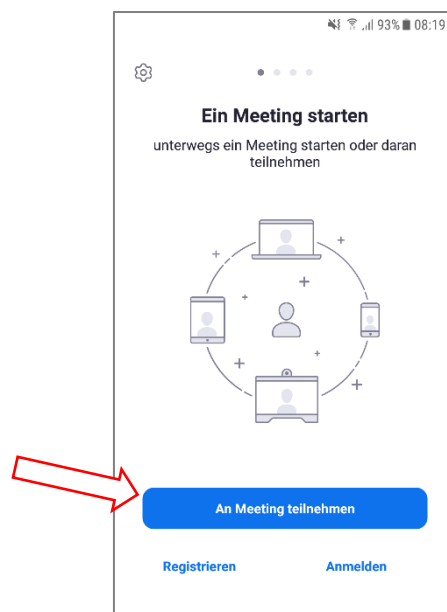 93% 08:19
Ein Meeting starten
unterwegs ein Meeting starten oder daran
teilnehmen
An Meeting teilnehmen
Registrieren Anmelden